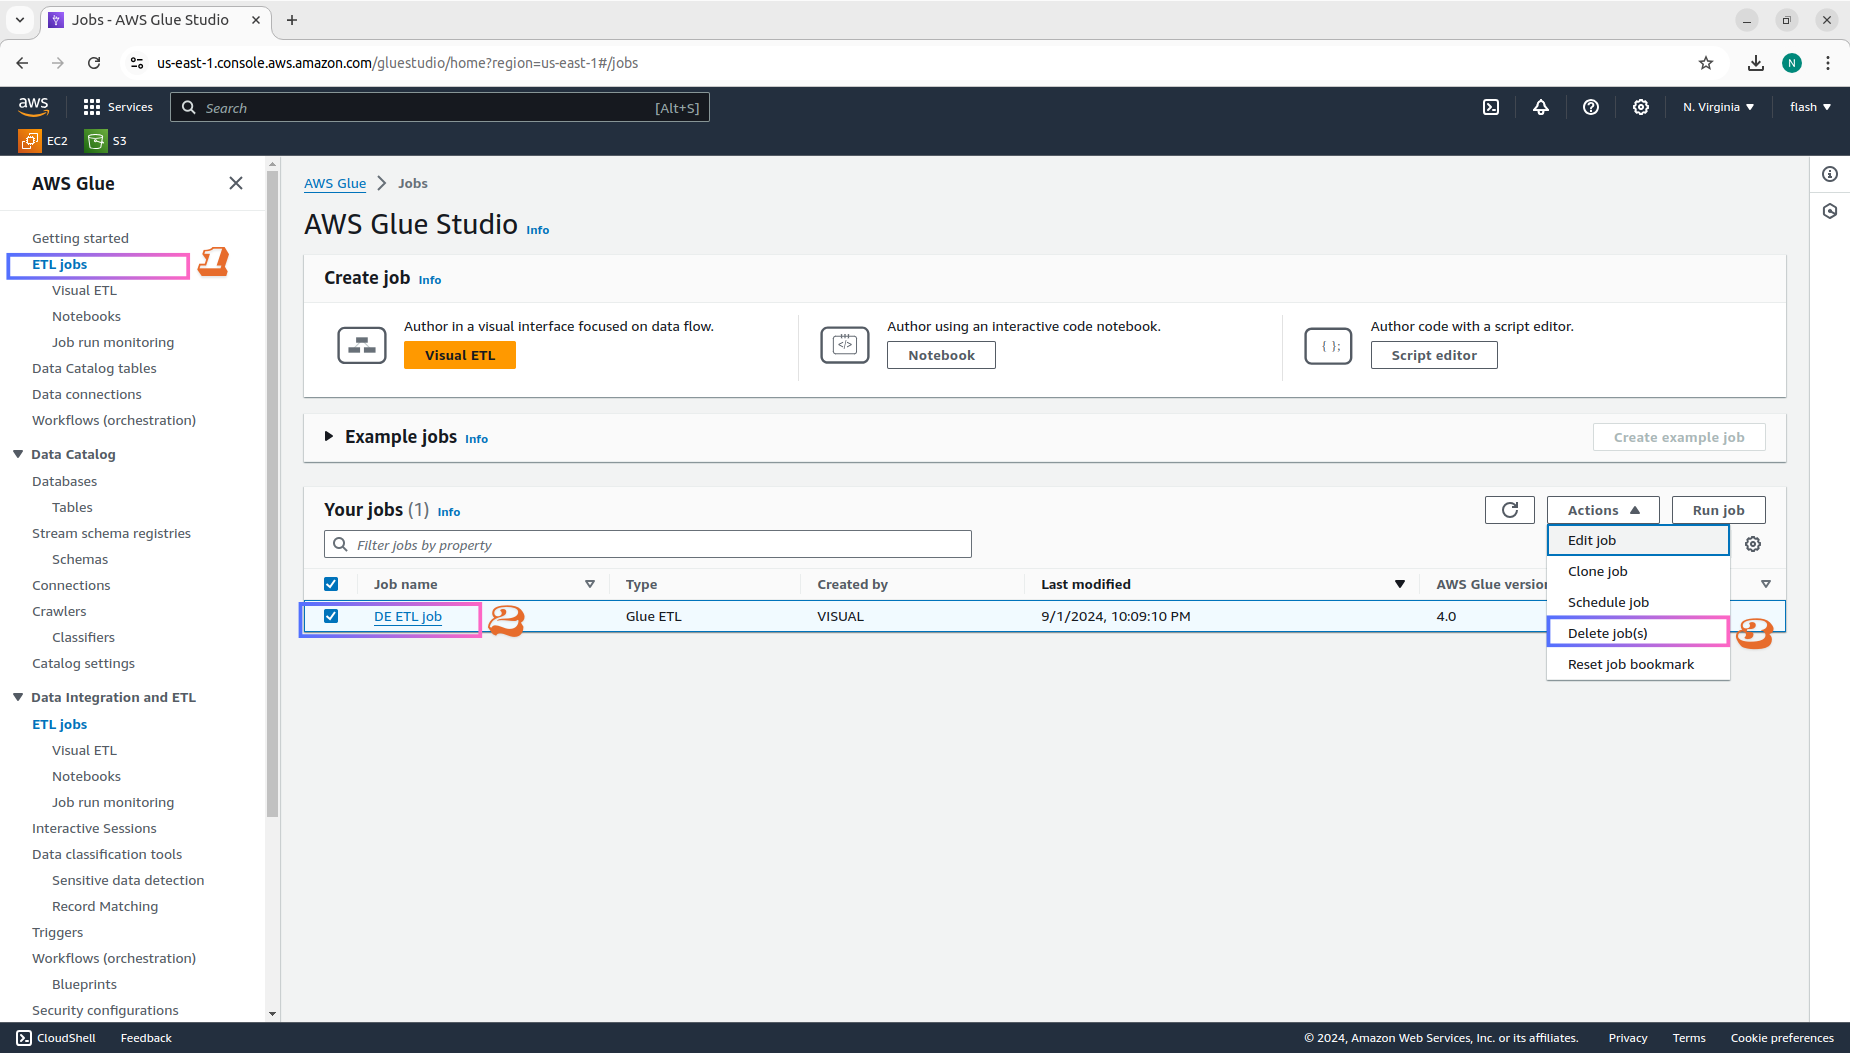 Jobs - AWS Glue Studio
us-east-1.console.aws.amazon.com/gluestudio/home?region=us-east-1#/jobs
N
aws
Services
Search
[Alt+S]
N. Virginia
flash
EC2
S3
AWS Glue
Getting started
ETL jobs
1
Visual ETL
Notebooks
Job run monitoring
Data Catalog tables
Data connections
Workflows (orchestration)
Data Catalog
Databases
Tables
Stream schema registries
Schemas
Connections
Crawlers
Classifiers
Catalog settings
Data Integration and ETL
ETL jobs
Visual ETL
Notebooks
Job run monitoring
Interactive Sessions
Data classification tools
Sensitive data detection
Record Matching
Triggers
Workflows (orchestration)
Blueprints
Security configurations
AWS Glue
Jobs
AWS Glue Studio Info
Create job Info
Author in a visual interface focused on data flow.
Visual ETL
</>
Author using an interactive code notebook.
Notebook
{ };
Author code with a script editor.
Script editor
Example jobs Info
Create example job
Your jobs (1) Info
Actions
Run job
Filter jobs by property
Edit job
Clone job
Schedule job
Delete job(s)
3
Reset job bookmark
Job name
Type
Created by
Last modified
AWS Glue version
DE ETL job
2
Glue ETL
VISUAL
9/1/2024, 10:09:10 PM
4.0
CloudShell
Feedback
© 2024, Amazon Web Services, Inc. or its affiliates.
Privacy
Terms
Cookie preferences